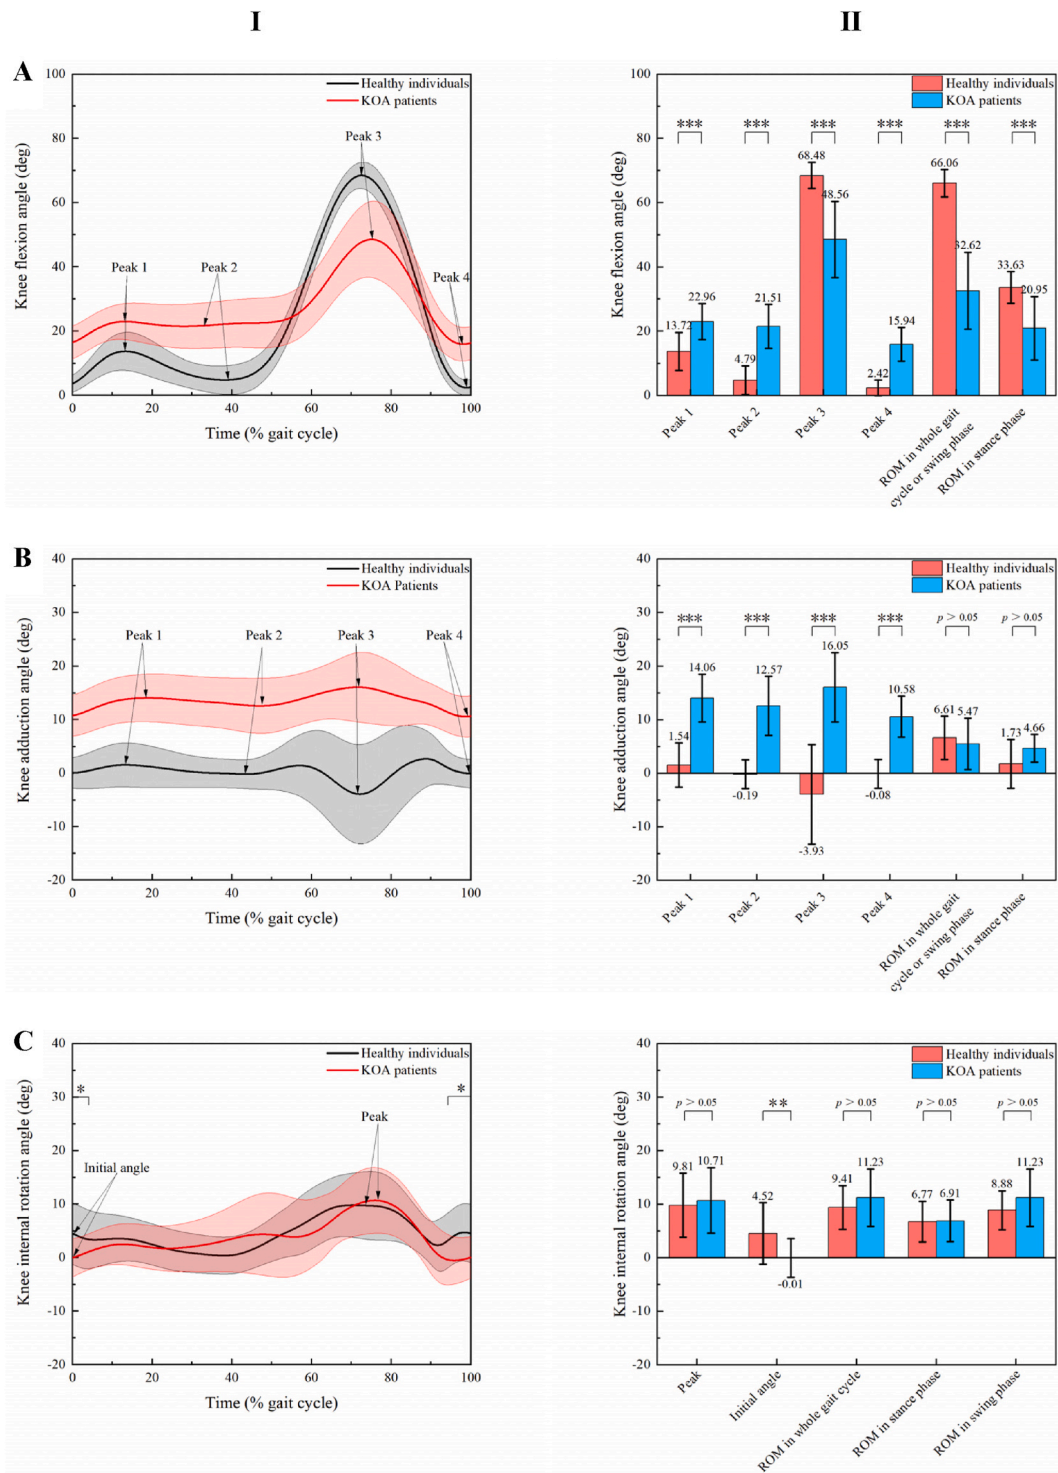 I
II
A
100
80
60
40
20
0
Knee flexion angle (deg)
Healthy individuals
KOA patients
Peak 1
Peak 2
Peak 3
Peak 4
0
20
40
60
80
100
Time (% gait cycle)
100
80
60
40
20
0
Knee flexion angle (deg)
Healthy individuals
KOA patients
*** *** *** *** *** ***
13.72
22.96
4.79
21.51
68.48
48.56
2.42
15.94
66.06
32.62
33.63
20.95
Peak 1
Peak 2
Peak 3
Peak 4
ROM in whole gait
cycle or swing phase
ROM in stance phase
B
40
30
20
10
0
-10
-20
Knee adduction angle (deg)
Healthy individuals
KOA Patients
Peak 1
Peak 2
Peak 3
Peak 4
0
20
40
60
80
100
Time (% gait cycle)
40
30
20
10
0
-10
-20
Knee adduction angle (deg)
Healthy individuals
KOA patients
*** *** *** *** p > 0.05 p > 0.05
1.54
14.06
-0.19
12.57
-3.93
16.05
-0.08
10.58
6.61
5.47
1.73
4.66
Peak 1
Peak 2
Peak 3
Peak 4
ROM in whole gait
cycle or swing phase
ROM in stance phase
C
40
30
20
10
0
-10
-20
Knee internal rotation angle (deg)
Healthy individuals
KOA patients
*
*
Peak
Initial angle
0
20
40
60
80
100
Time (% gait cycle)
40
30
20
10
0
-10
-20
Knee internal rotation angle (deg)
Healthy individuals
KOA patients
p > 0.05 ** p > 0.05 p > 0.05 p > 0.05
9.81
10.71
4.52
-0.01
9.41
11.23
6.77
6.91
8.88
11.23
Peak
Initial angle
ROM in whole gait cycle
ROM in stance phase
ROM in swing phase